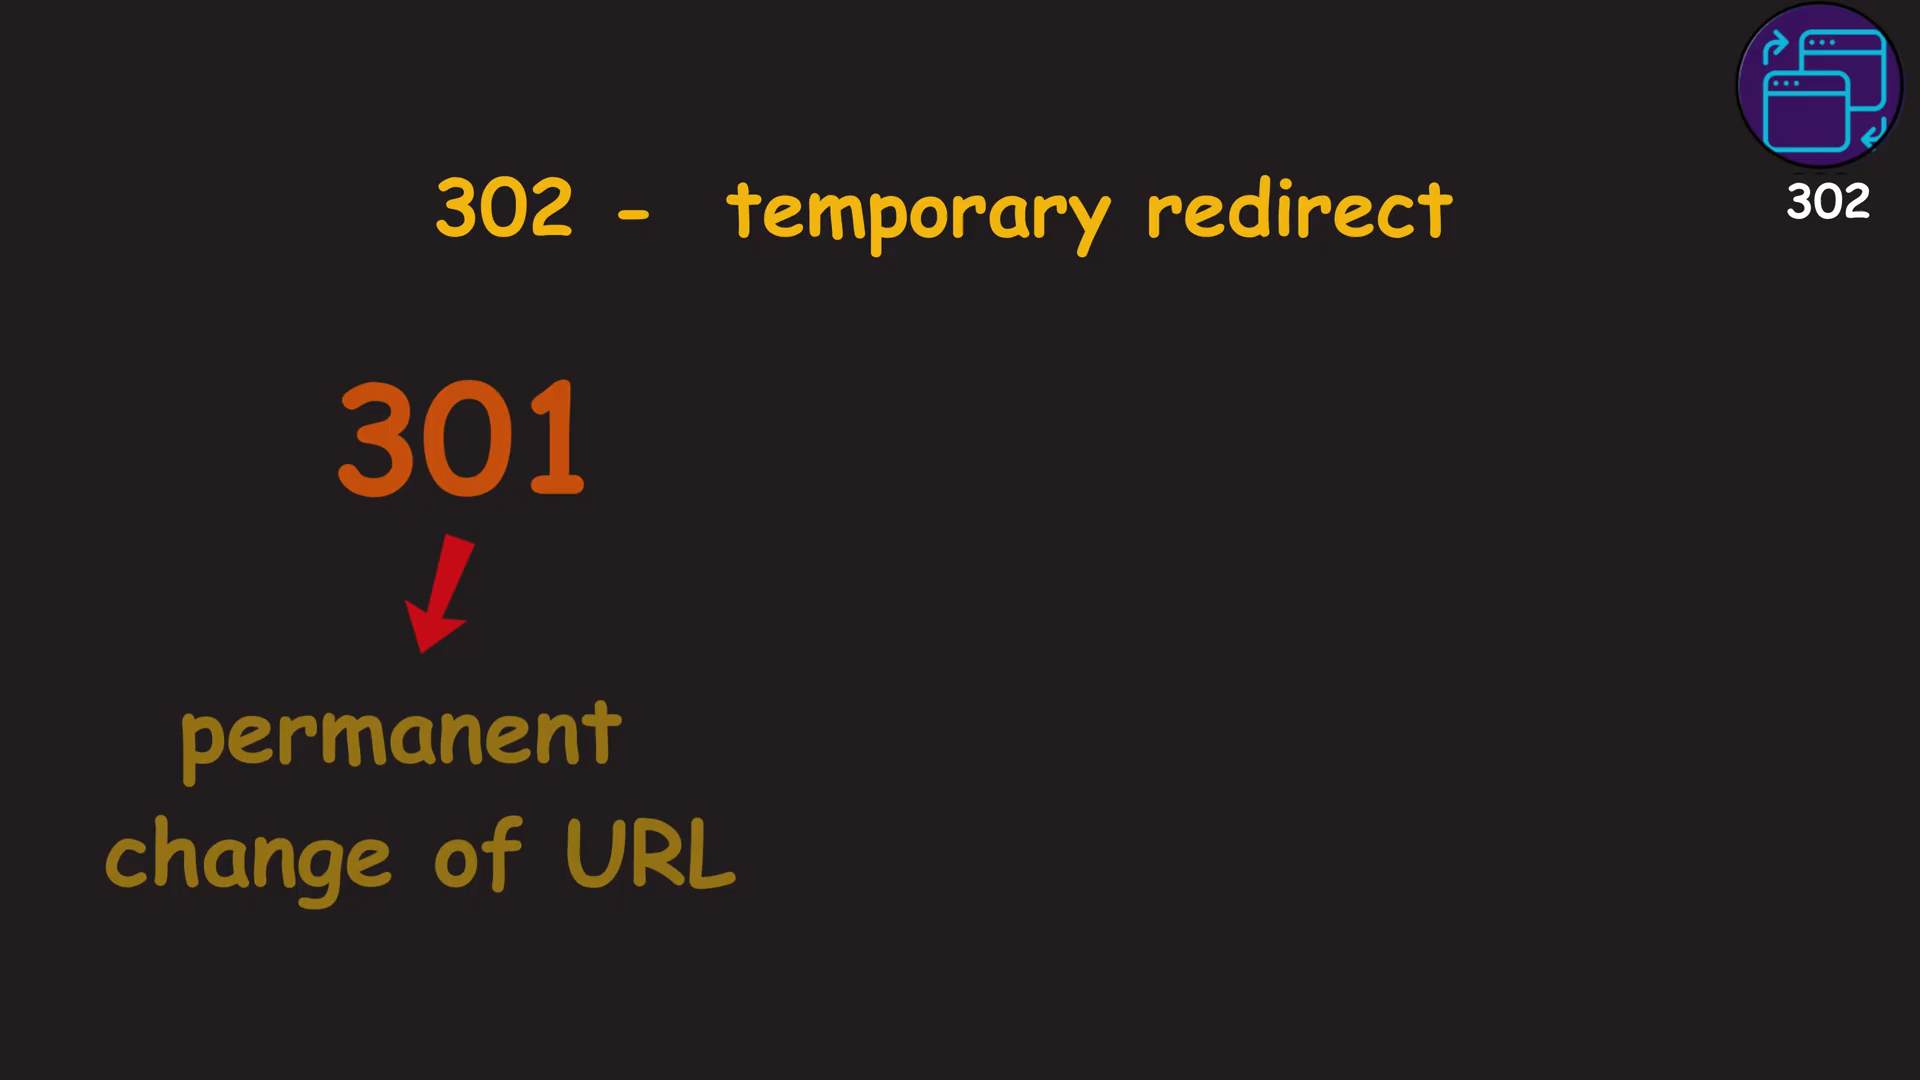 302 - temporary redirect
302
301
permanent
change of URL